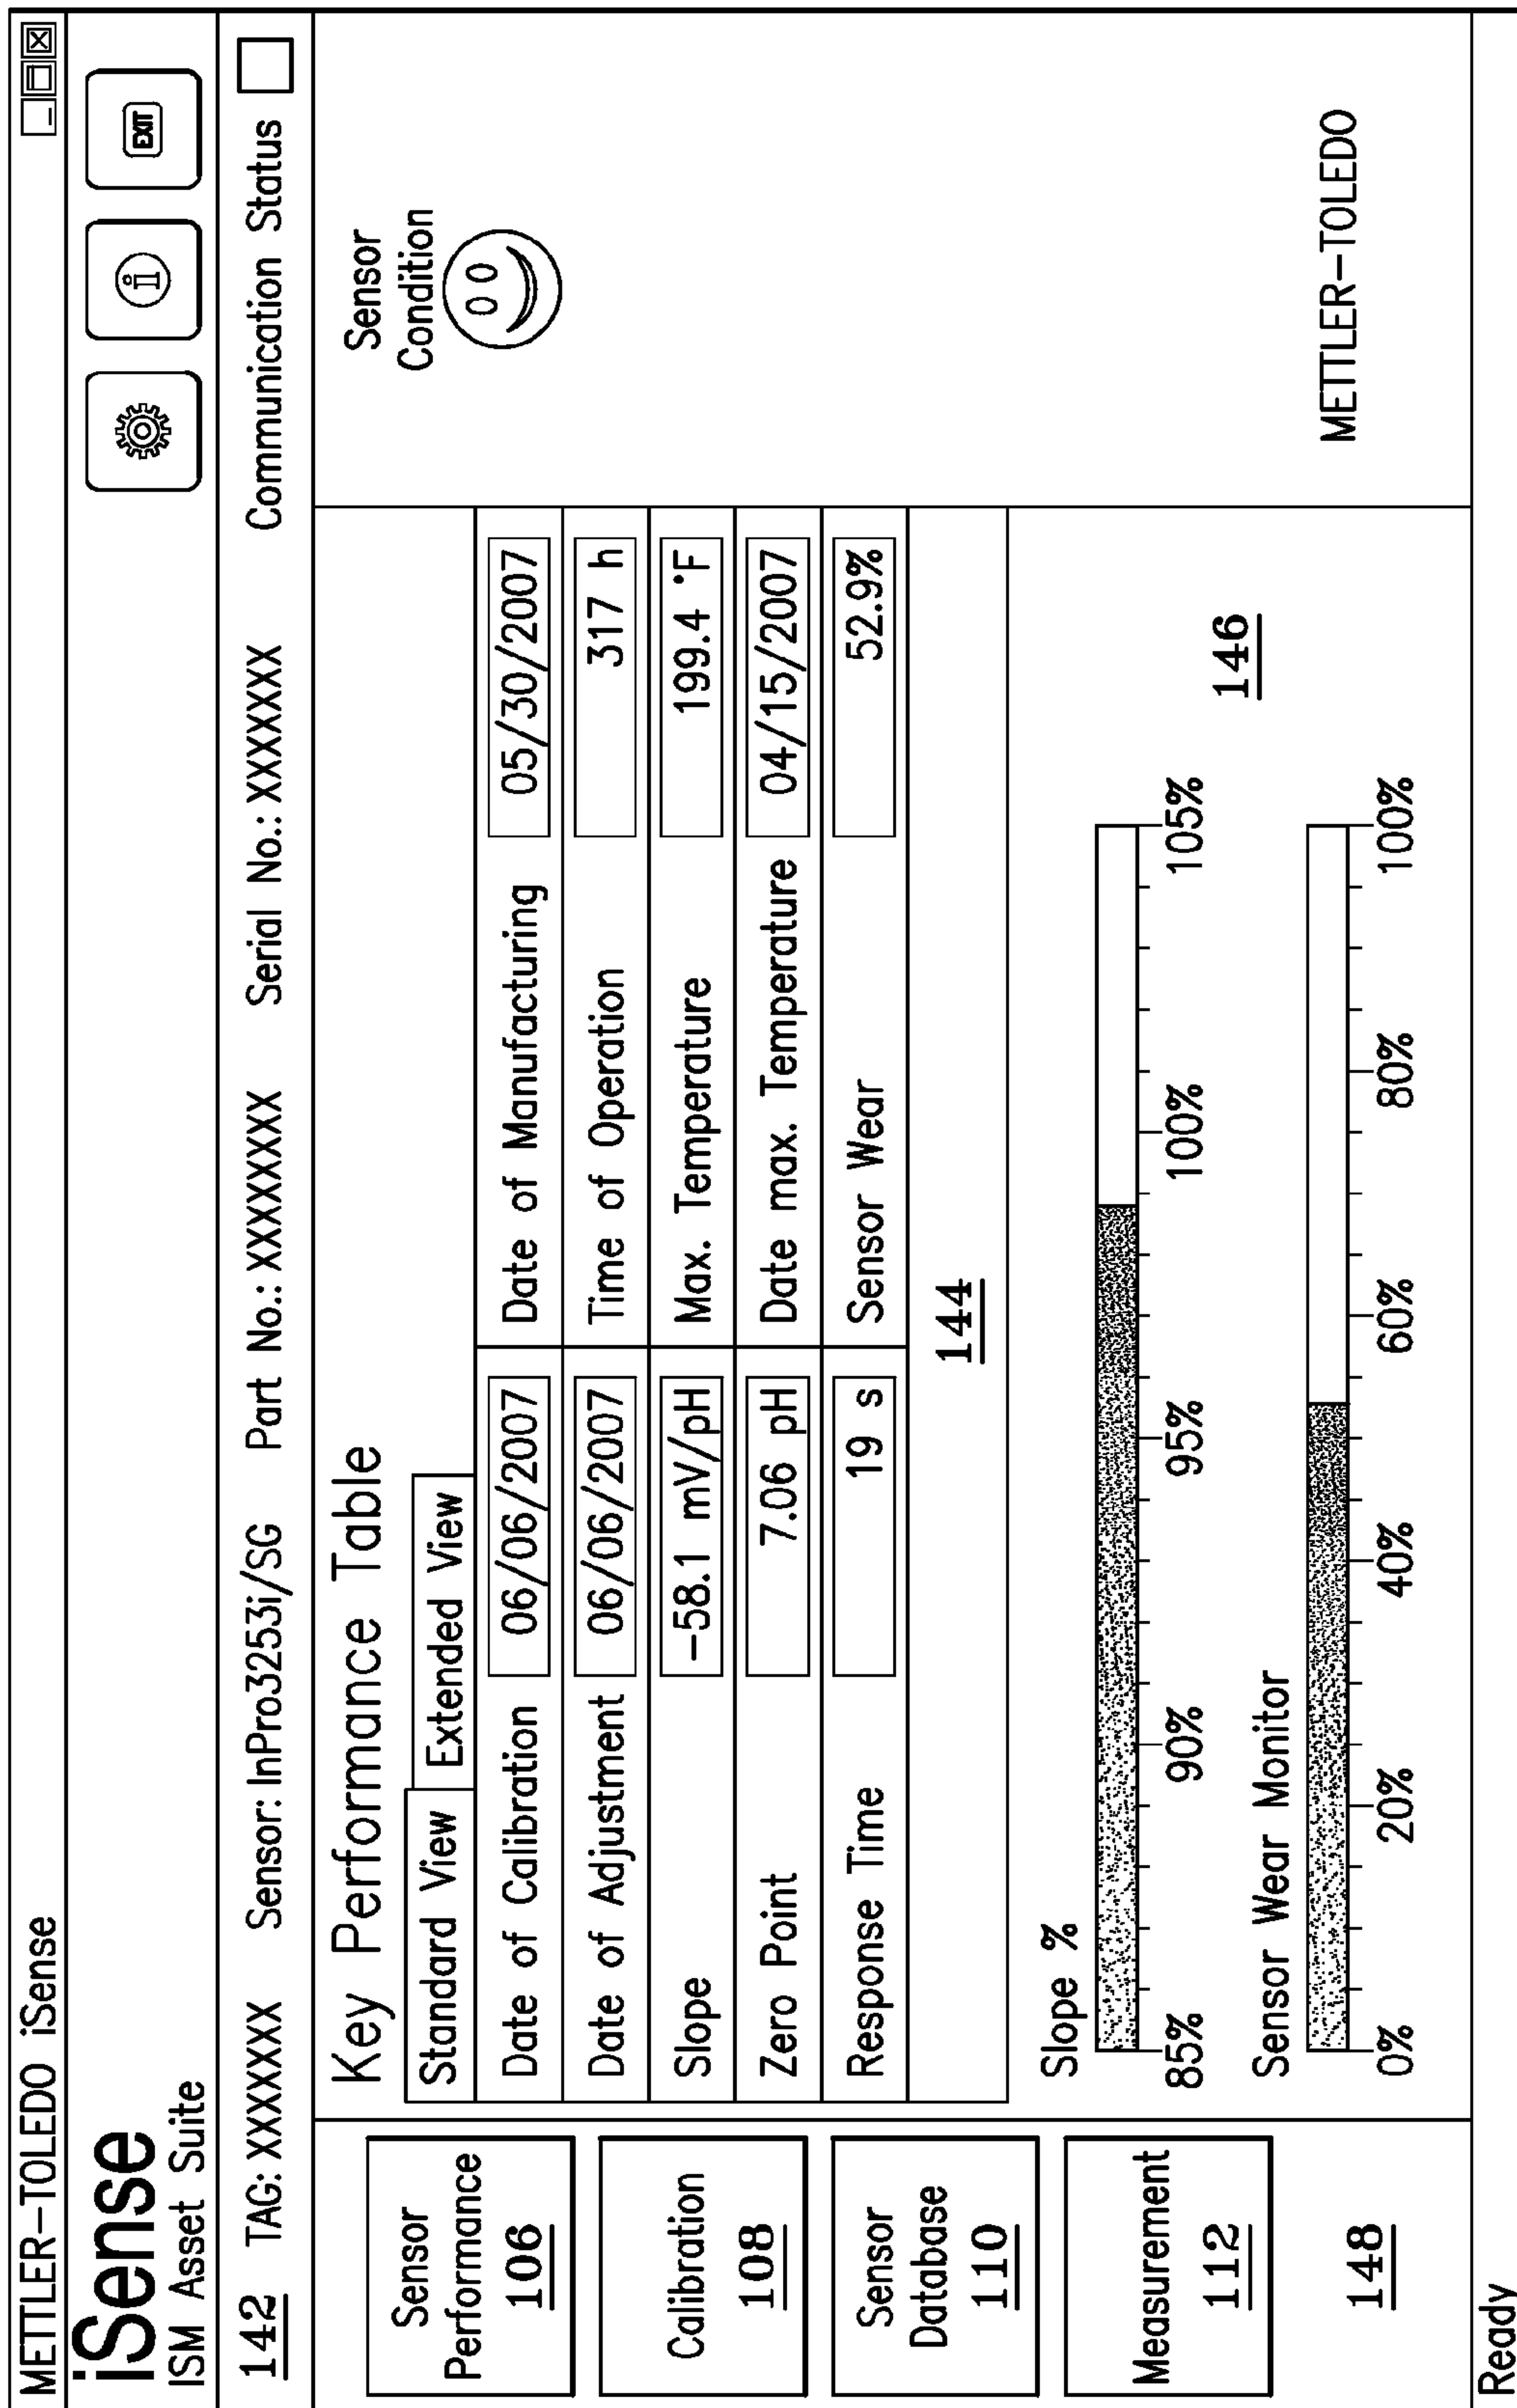 METTLER-TOLEDO iSense
iSense
ISM Asset Suite
EXIT
142 TAG: XXXXXXX Sensor: InPro3253i/SG Part No.: XXXXXXXX Serial No.: XXXXXXX Communication Status
Sensor
Performance
106
Calibration
108
Sensor
Database
110
Measurement
112
148
Key Performance Table
Standard View Extended View
Date of Calibration 06/06/2007 Date of Manufacturing 05/30/2007
Date of Adjustment 06/06/2007 Time of Operation 317 h
Slope -58.1 mV/pH Max. Temperature 199.4 °F
Zero Point 7.06 pH Date max. Temperature 04/15/2007
Response Time 19 s Sensor Wear 52.9%
144
Slope %
85% 90% 95% 100% 105%
146
Sensor Wear Monitor
0% 20% 40% 60% 80% 100%
Sensor
Condition
METTLER-TOLEDO
Ready